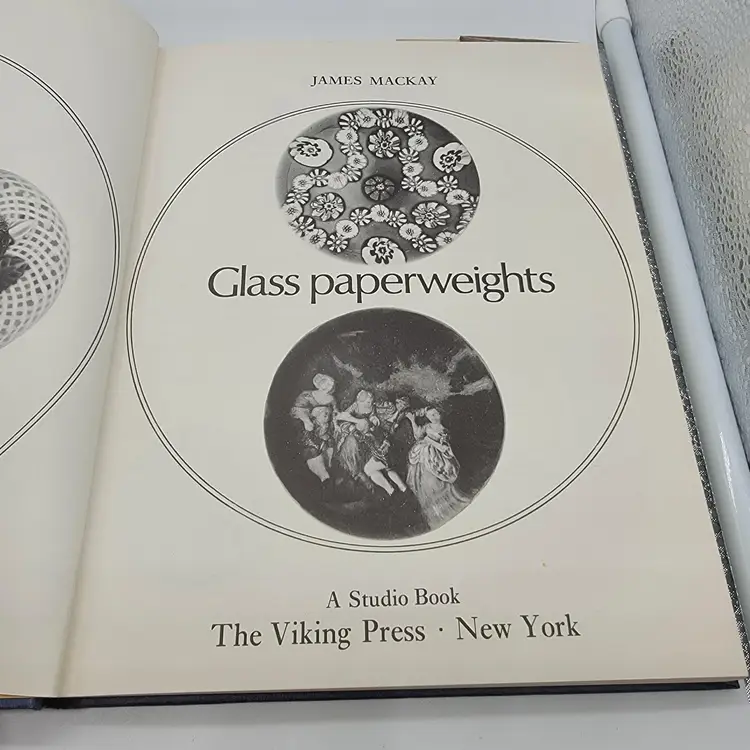 JAMES MACKAY
Glass paperweights
A Studio Book
The Viking Press · New York